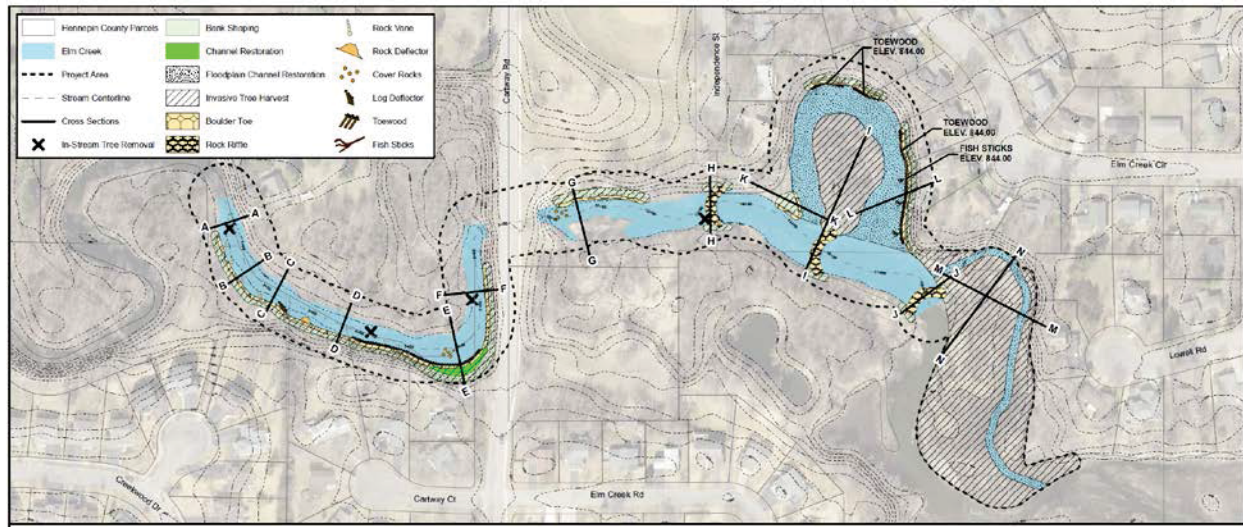 Hennepin County Parcels
Elm Creek
Project Area
Stream Centerline
Cross Sections
In-Stream Tree Removal
Bank Shaping
Channel Restoration
Floodplain Channel Restoration
Invasive Tree Harvest
Boulder Toe
Rock Riffle
Rock Vane
Rock Deflector
Cover Rocks
Log Deflector
Toewood
Fish Sticks
Cartway Rd
Independence St
TOEWOOD
ELEV. 844.00
TOEWOOD
ELEV. 844.00
FISH STICKS
ELEV. 844.00
Elm Creek Cir
A
A
B
B
C
C
D
D
E
E
F
F
G
G
H
H
I
I
J
J
K
K
L
L
M
M
N
N
Lowell Rd
Creekwood Dr
Cartway Ct
Elm Creek Rd